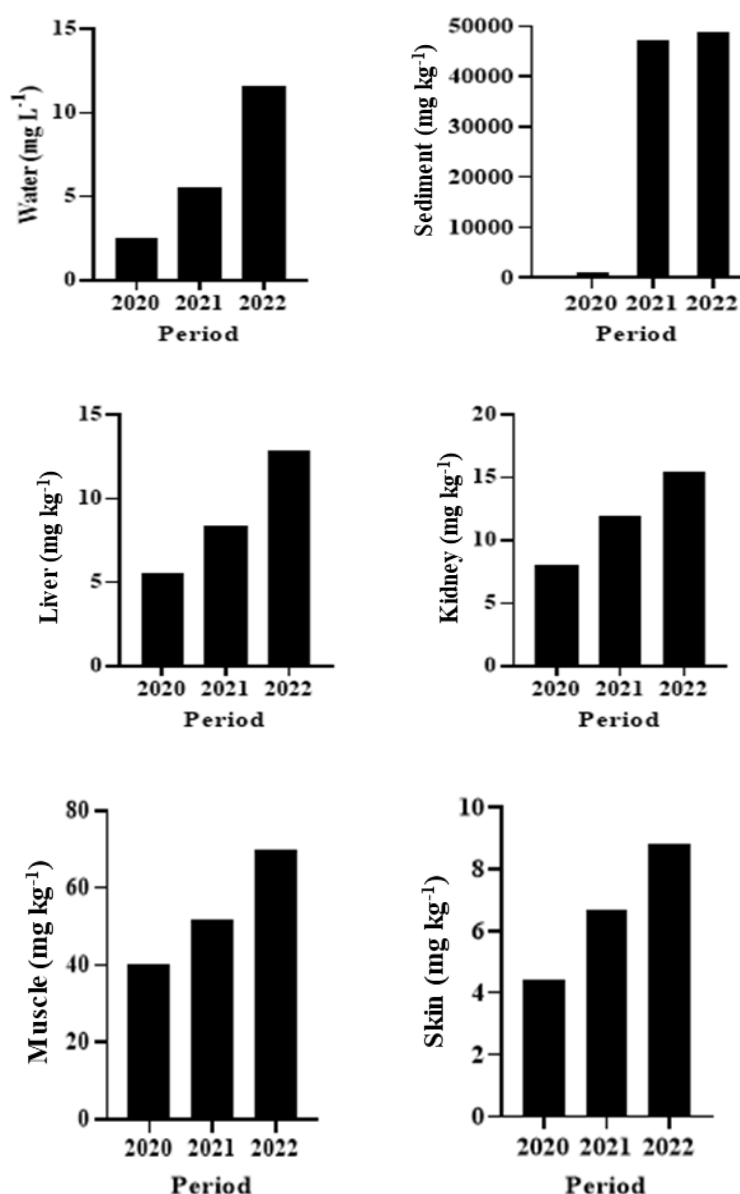 Water (mg L-1)
15
10
5
0
2020 2021 2022
Period
Sediment (mg kg-1)
50000
40000
30000
20000
10000
0
2020 2021 2022
Period
Liver (mg kg-1)
15
10
5
0
2020 2021 2022
Period
Kidney (mg kg-1)
20
15
10
5
0
2020 2021 2022
Period
Muscle (mg kg-1)
80
60
40
20
0
2020 2021 2022
Period
Skin (mg kg-1)
10
8
6
4
2
0
2020 2021 2022
Period